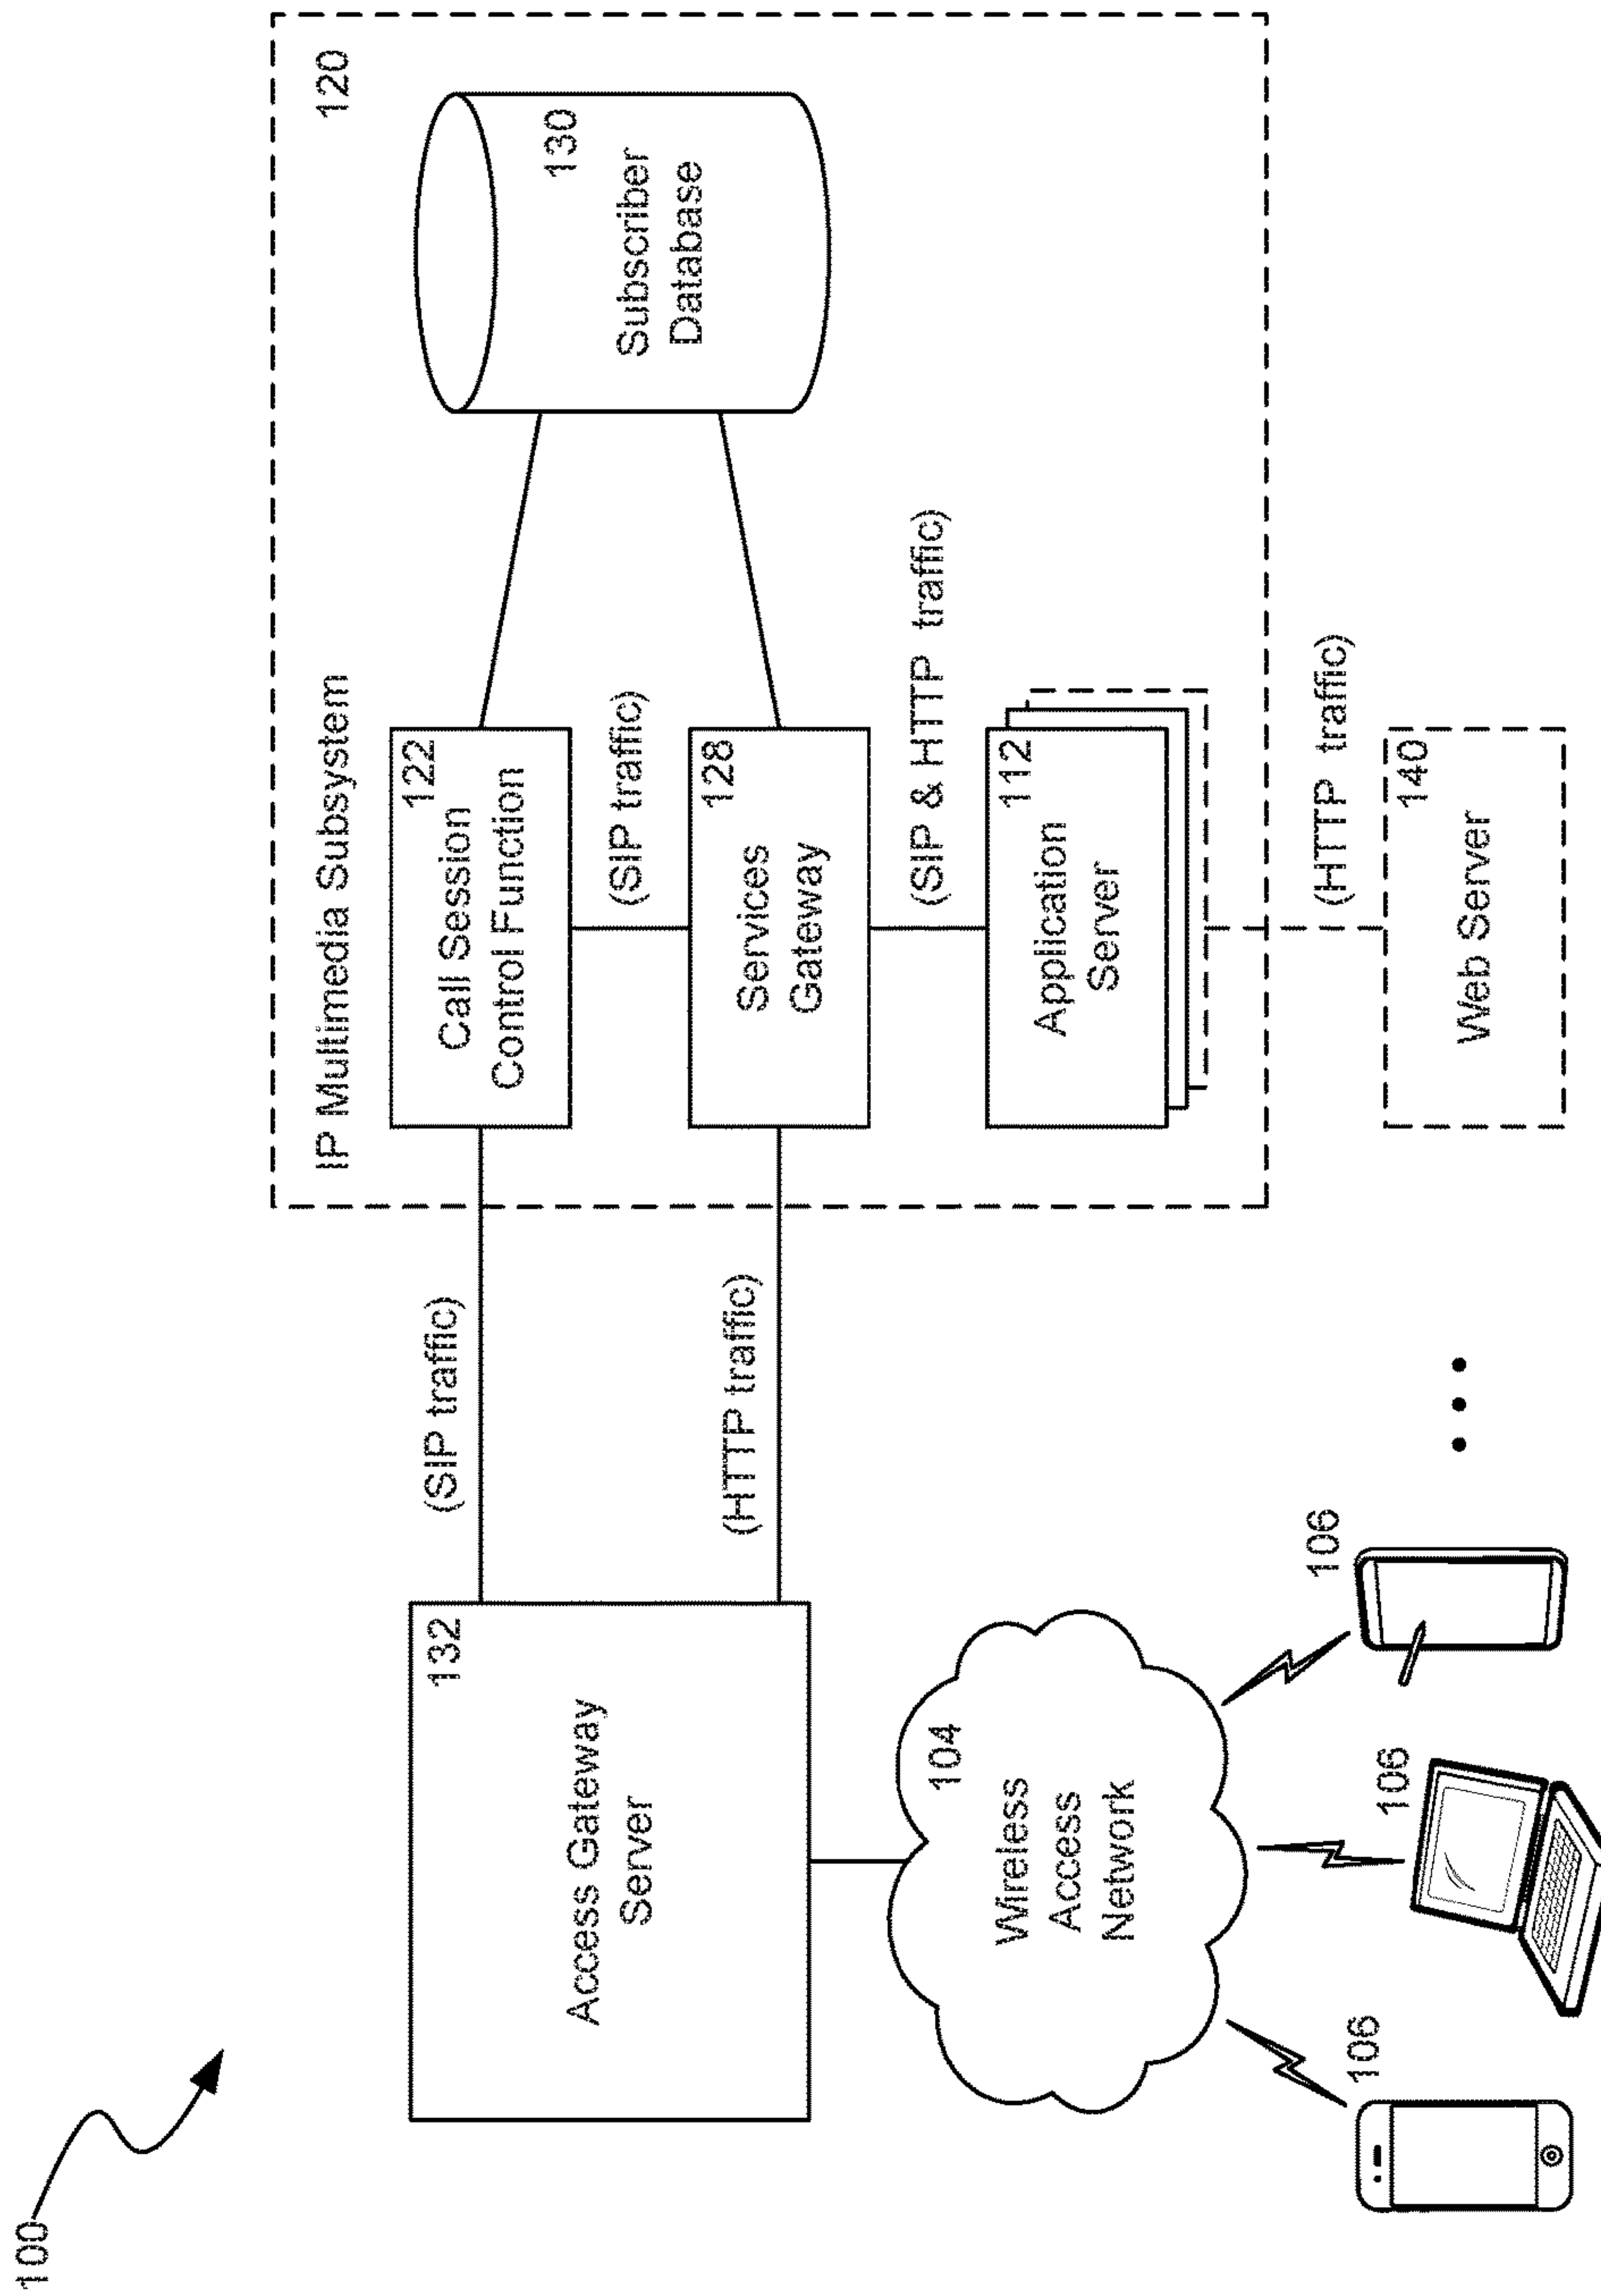 100
IP Multimedia Subsystem
120
Access Gateway
Server
132
(SIP traffic)
(HTTP traffic)
Call Session
Control Function
122
(SIP traffic)
Services
Gateway
128
Subscriber
Database
130
(SIP & HTTP traffic)
Application
Server
112
Wireless
Access
Network
104
(HTTP traffic)
Web Server
140
106
106
106